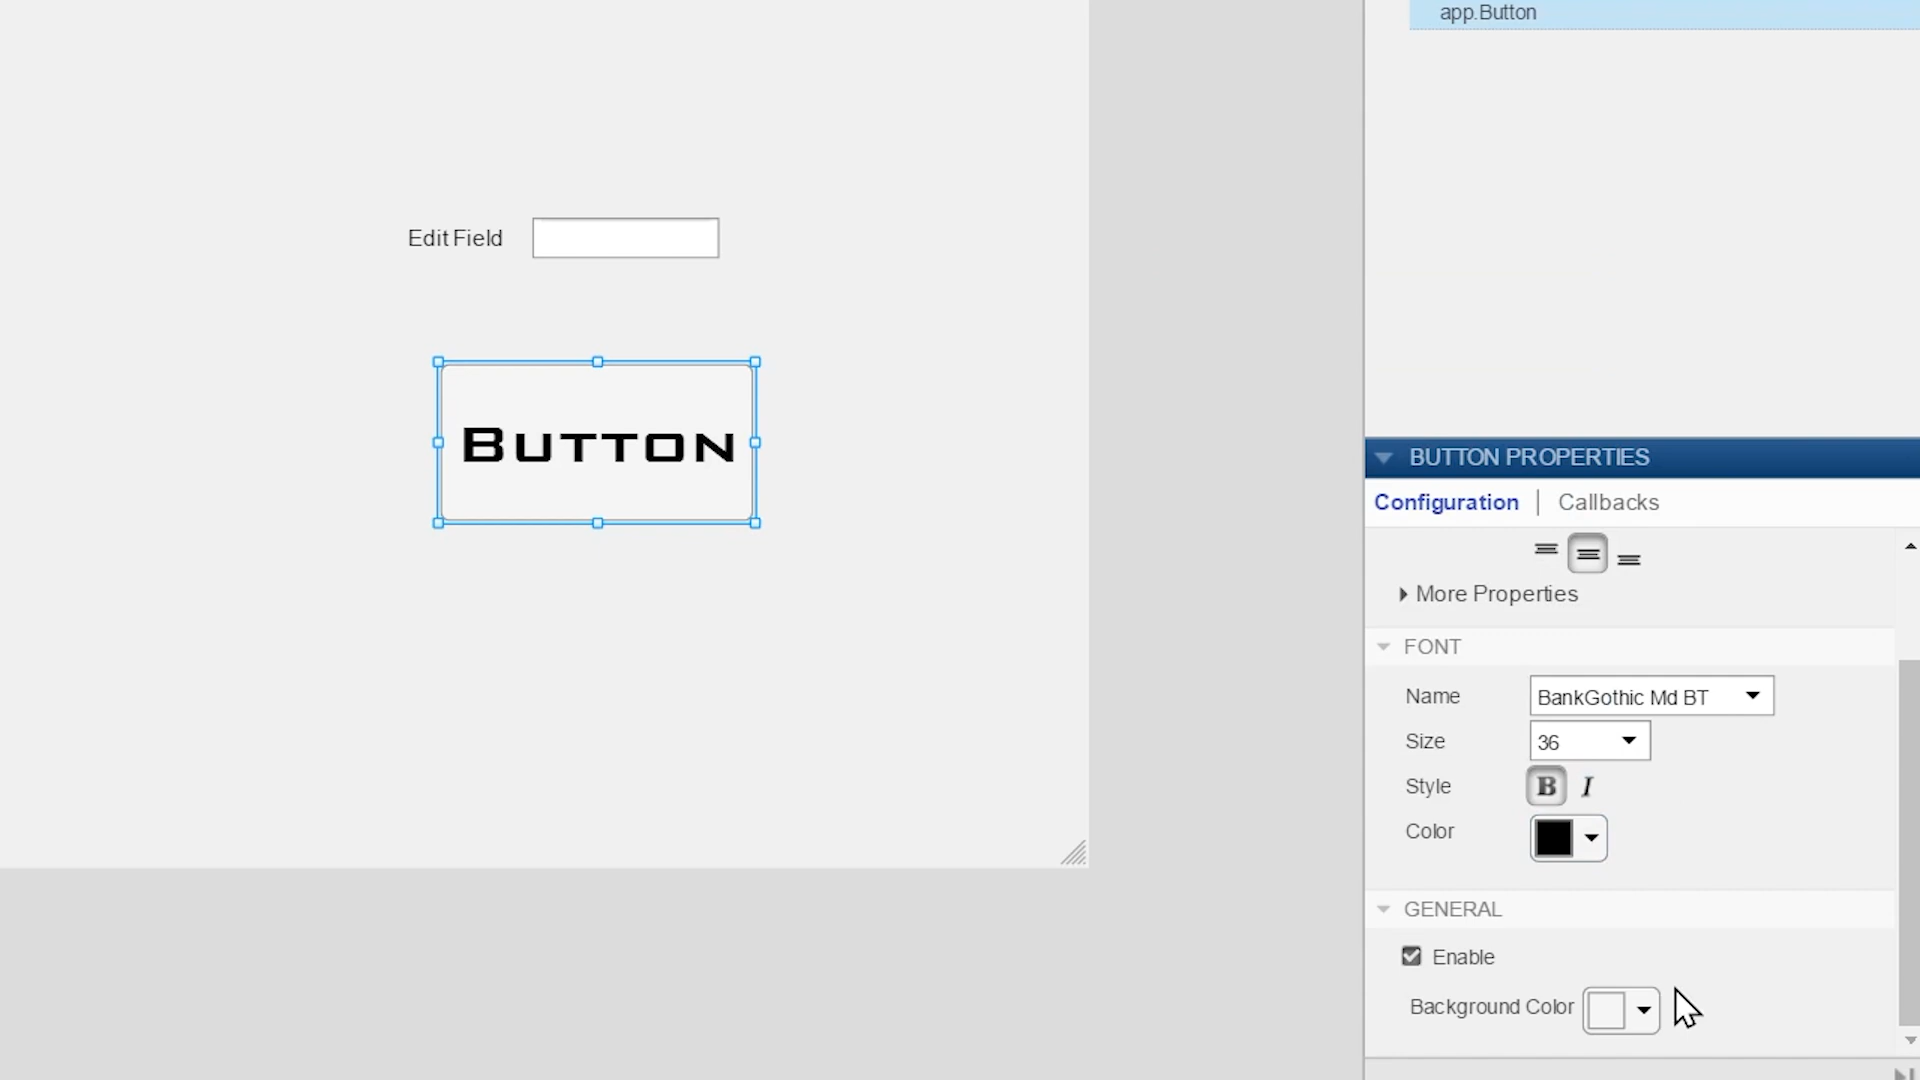 app.Button
Edit Field
BUTTON
BUTTON PROPERTIES
Configuration | Callbacks
More Properties
FONT
Name BankGothic Md BT
Size 36
Style B I
Color
GENERAL
Enable
Background Color